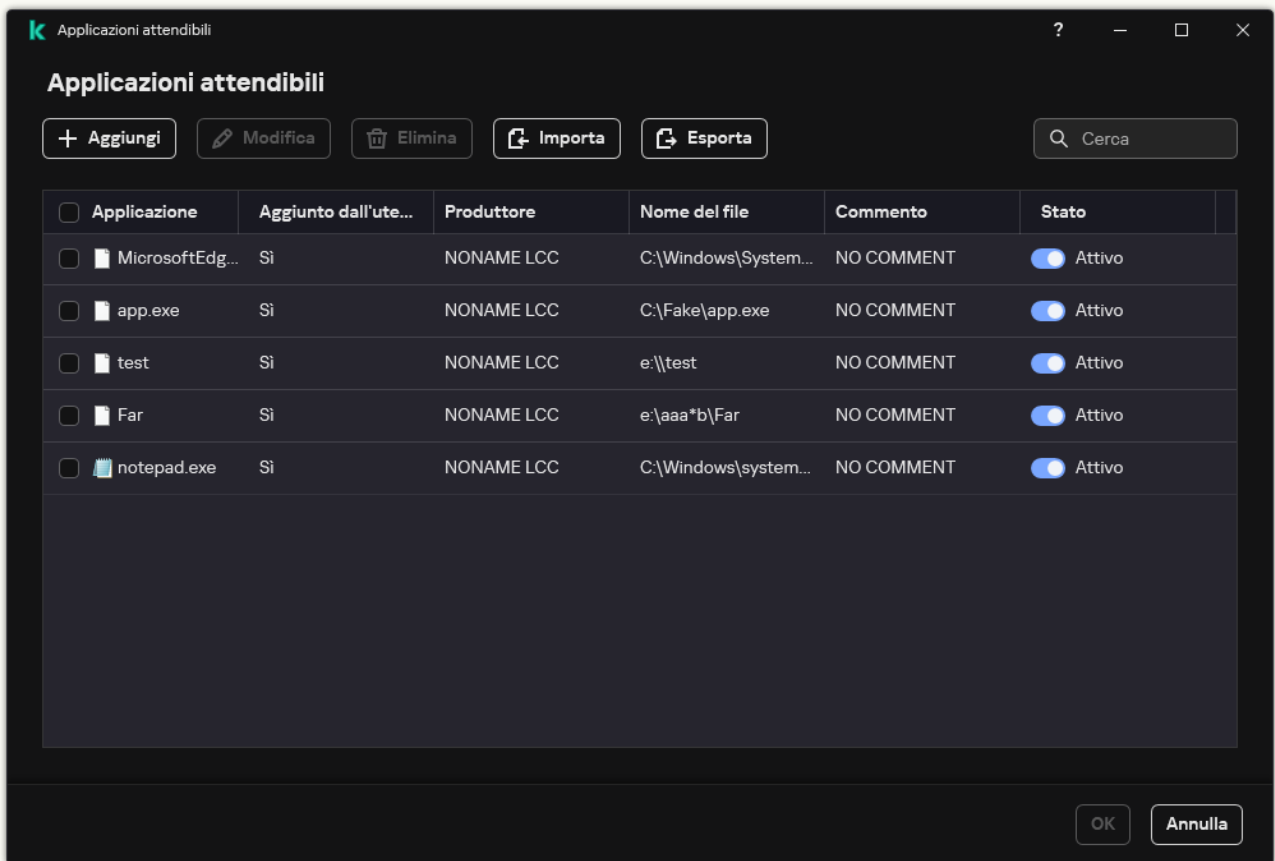 Applicazioni attendibili
?
Applicazioni attendibili
Aggiungi Modifica Elimina Importa Esporta Cerca
Applicazione Aggiunto dall'ute... Produttore Nome del file Commento Stato
MicrosoftEdg... Sì NONAME LCC C:\Windows\System... NO COMMENT Attivo
app.exe Sì NONAME LCC C:\Fake\app.exe NO COMMENT Attivo
test Sì NONAME LCC e:\\test NO COMMENT Attivo
Far Sì NONAME LCC e:\aaa*b\Far NO COMMENT Attivo
notepad.exe Sì NONAME LCC C:\Windows\system... NO COMMENT Attivo
OK Annulla